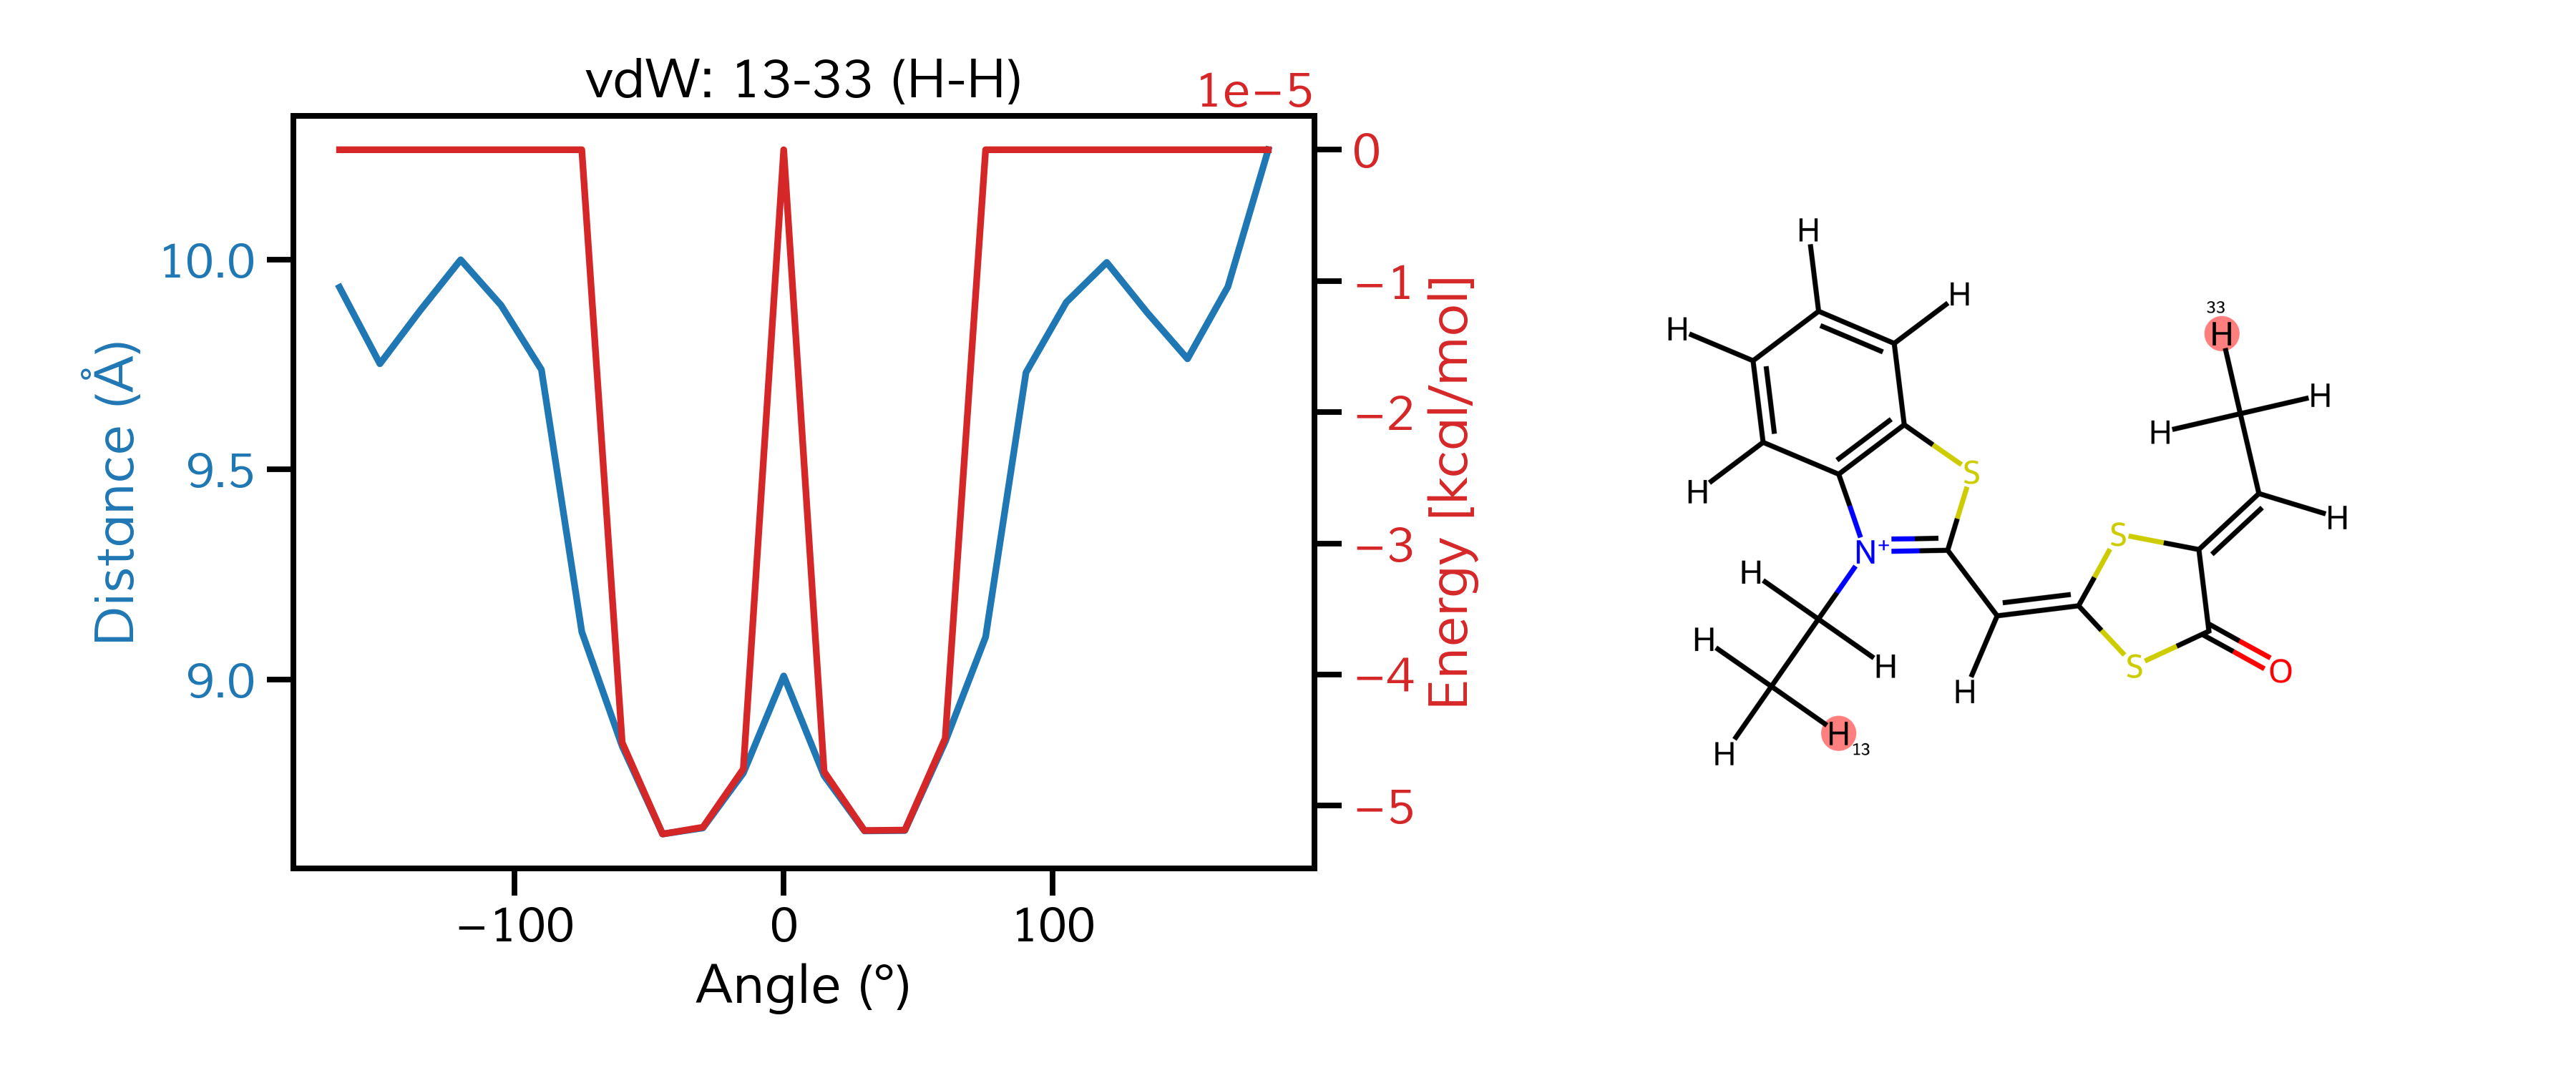 vdW: 13-33 (H-H)
1e−5
Distance (Å)
10.0
9.5
9.0
0
−1
−2
−3
−4
−5
Energy [kcal/mol]
−100
0
100
Angle (°)
H
H
H
H
S
N+
H
H
H
H
H
13
H
S
S
O
H
H
H
H
33